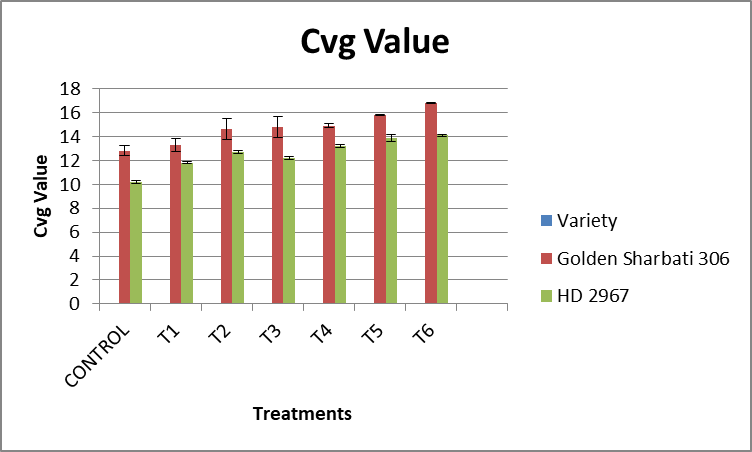 Cvg Value
18
16
14
12
10
8
6
4
2
0
Cvg Value
CONTROL T1 T2 T3 T4 T5 T6
Treatments
Variety
Golden Sharbati 306
HD 2967